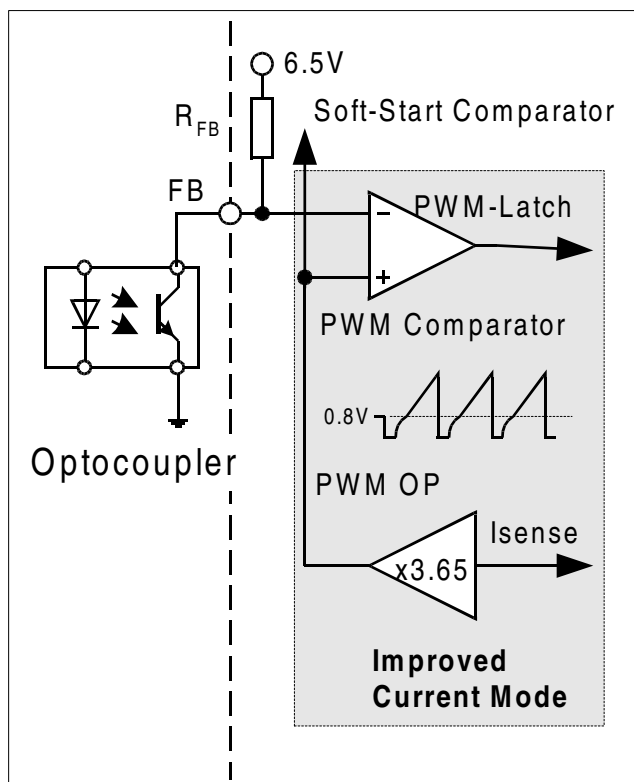 6.5V
R_FB
Soft-Start Comparator
FB
PWM-Latch
−
+
PWM Comparator
0.8V
Optocoupler
PWM OP
Isense
x3.65
Improved
Current Mode